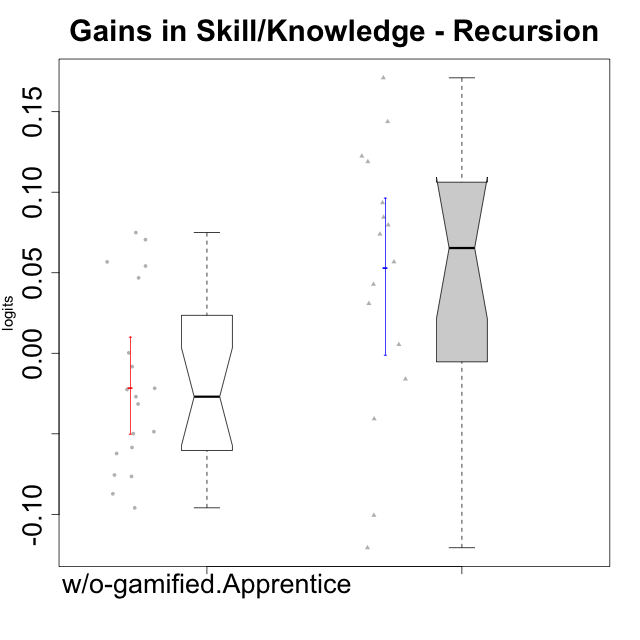 Gains in Skill/Knowledge - Recursion
0.15
0.10
0.05
0.00
-0.10
logits
w/o-gamified.Apprentice